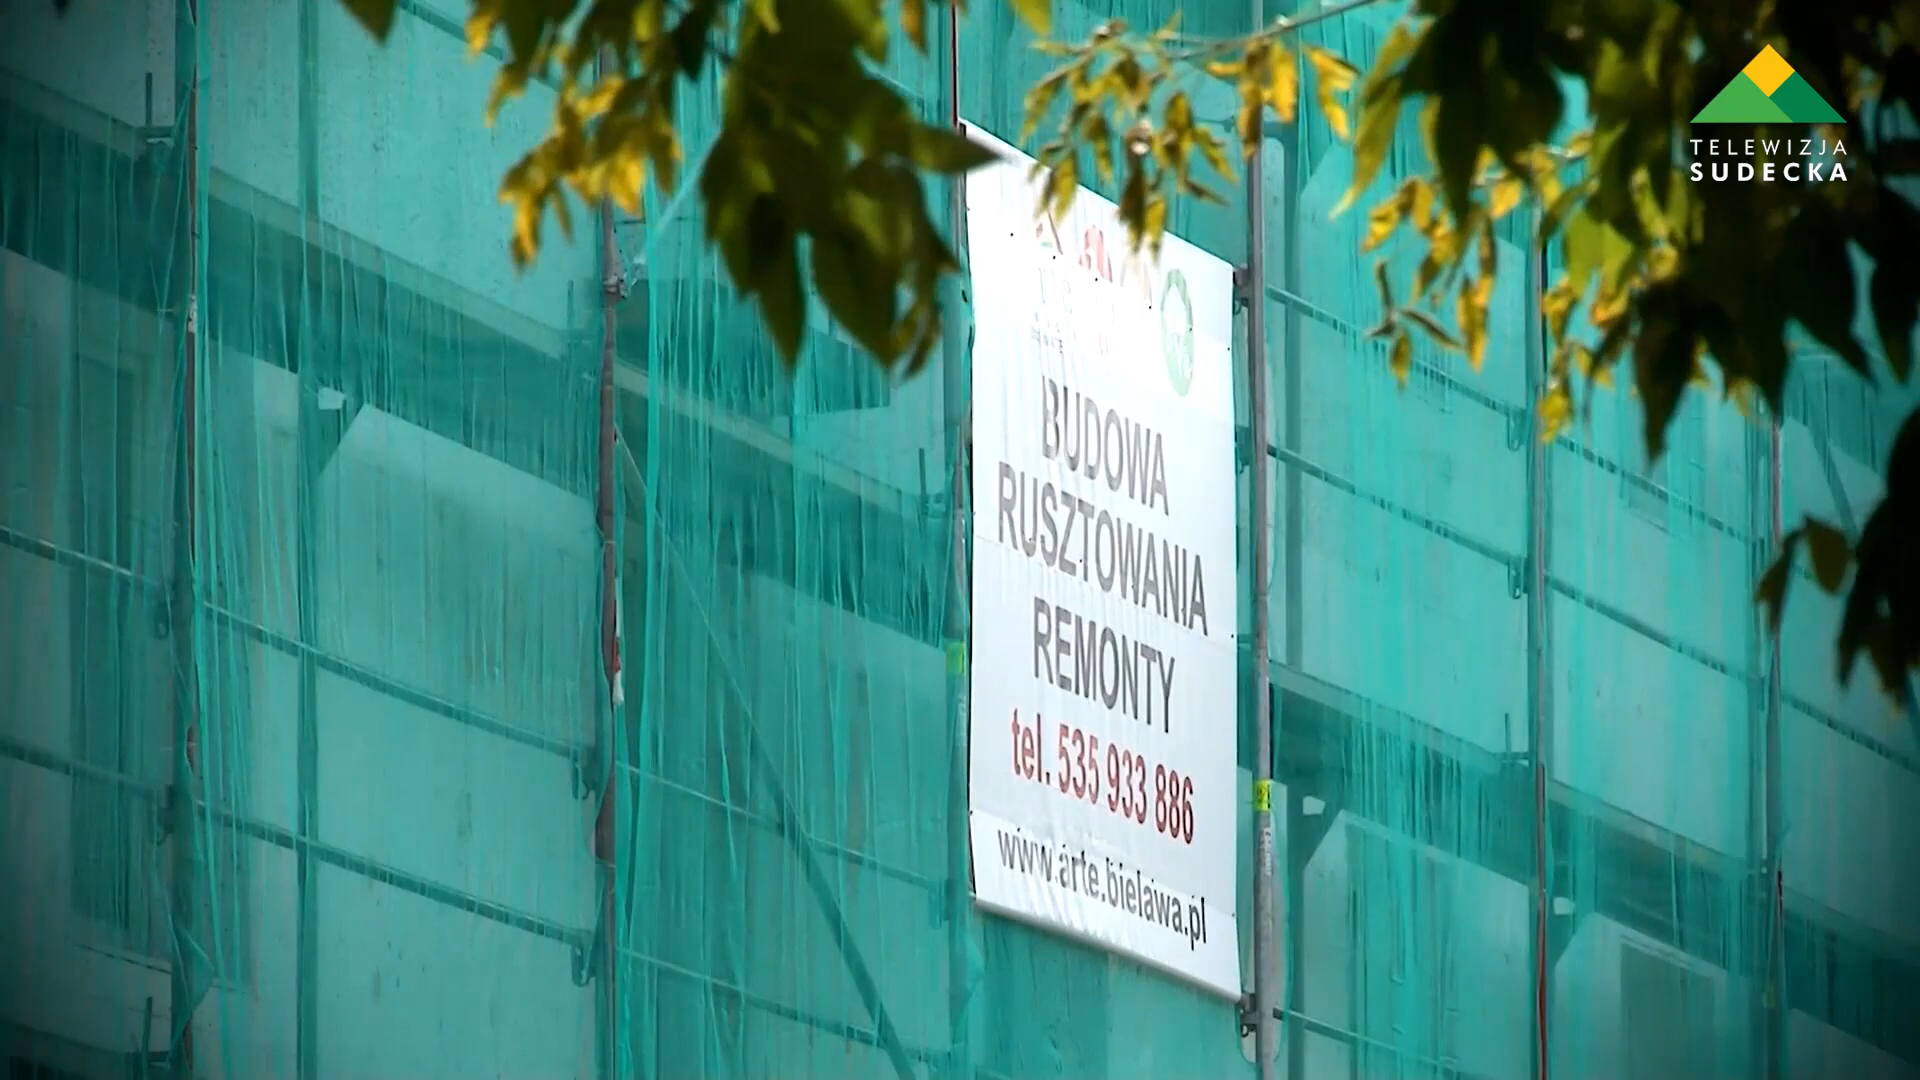 TELEWIZJA
SUDECKA
BUDOWA
RUSZTOWANIA
REMONTY
tel. 535 933 886
www.arte.bielawa.pl